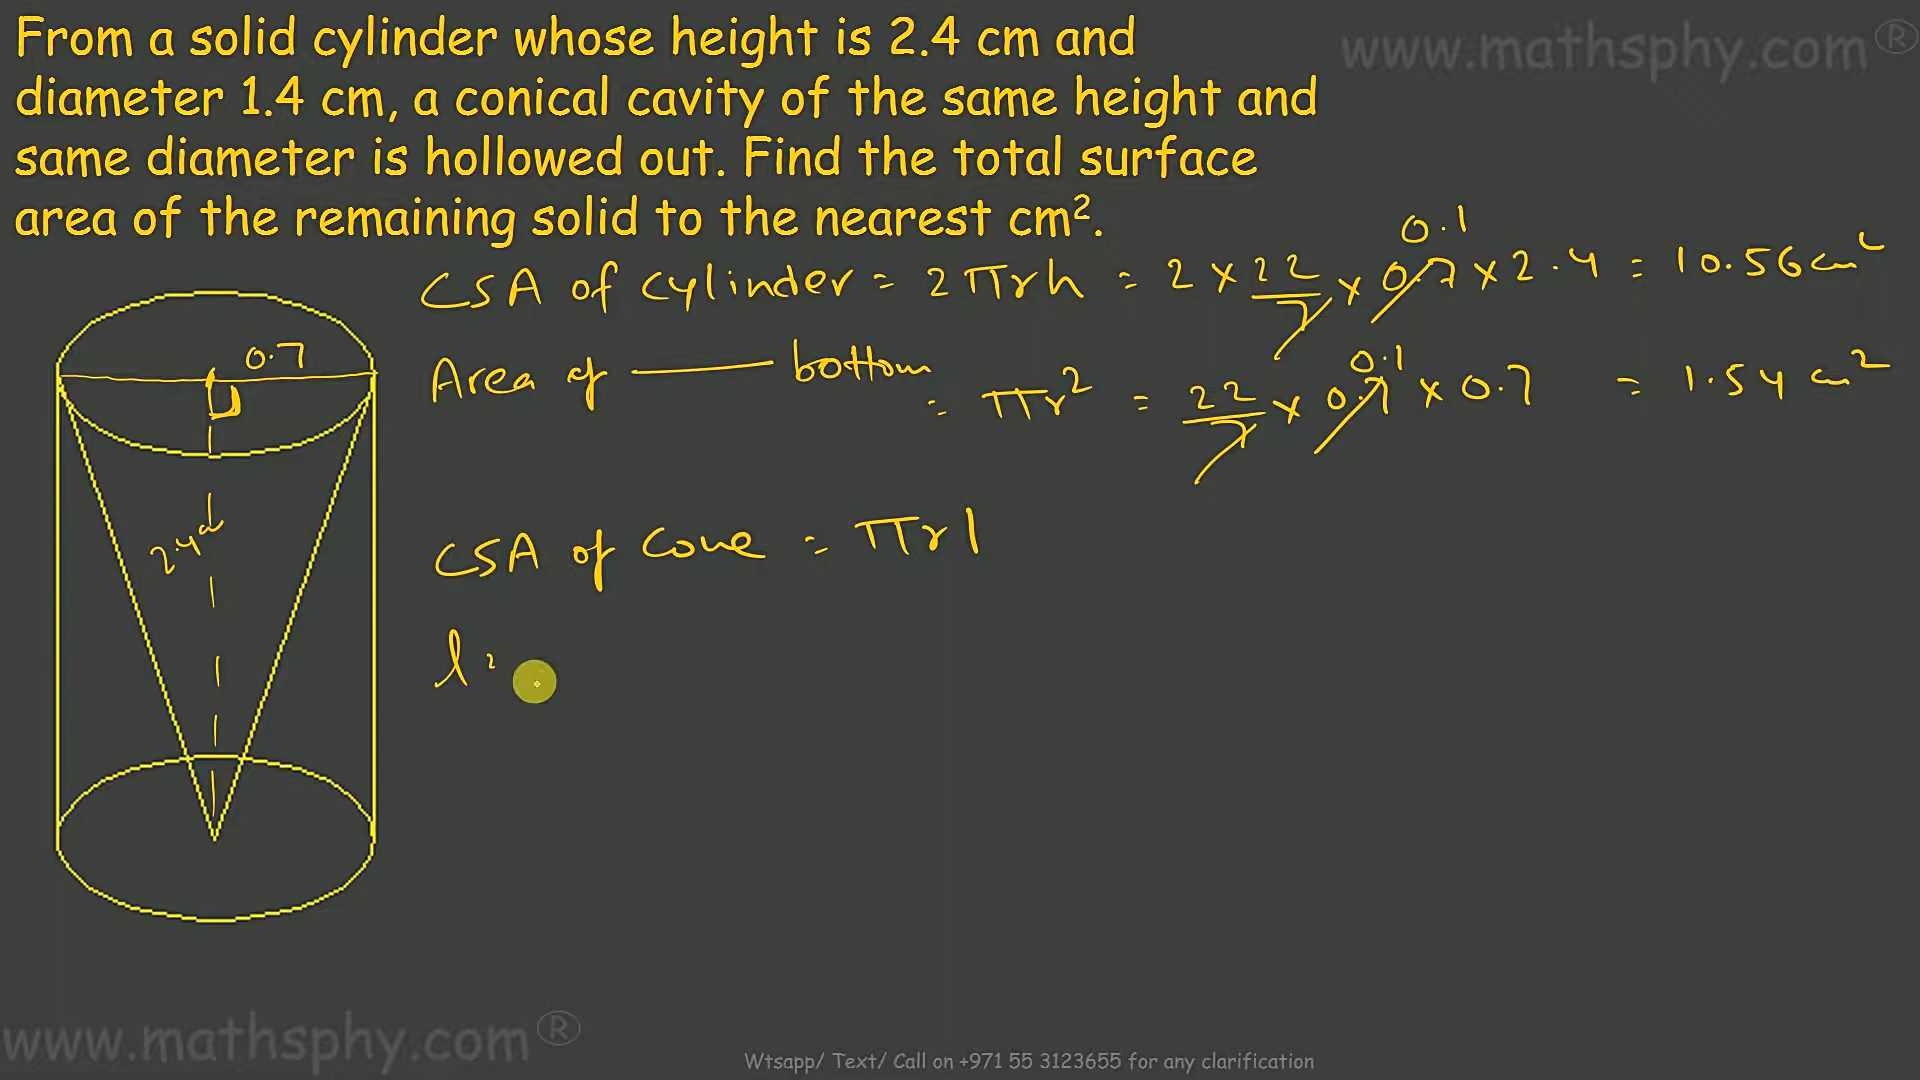 From a solid cylinder whose height is 2.4 cm and
www.mathsphy.com®
diameter 1.4 cm, a conical cavity of the same height and
same diameter is hollowed out. Find the total surface
area of the remaining solid to the nearest cm².
0.1
CSA of cylinder = 2πrh = 2 × 22/7 × 0.7 × 2.4 = 10.56 cm²
0.7
0.1
Area of —— bottom = πr² = 22/7 × 0.7 × 0.7 = 1.54 cm²
2.4
CSA of cone = πrl
l =
www.mathsphy.com®
Wtsapp/ Text/ Call on +971 55 3123655 for any clarification